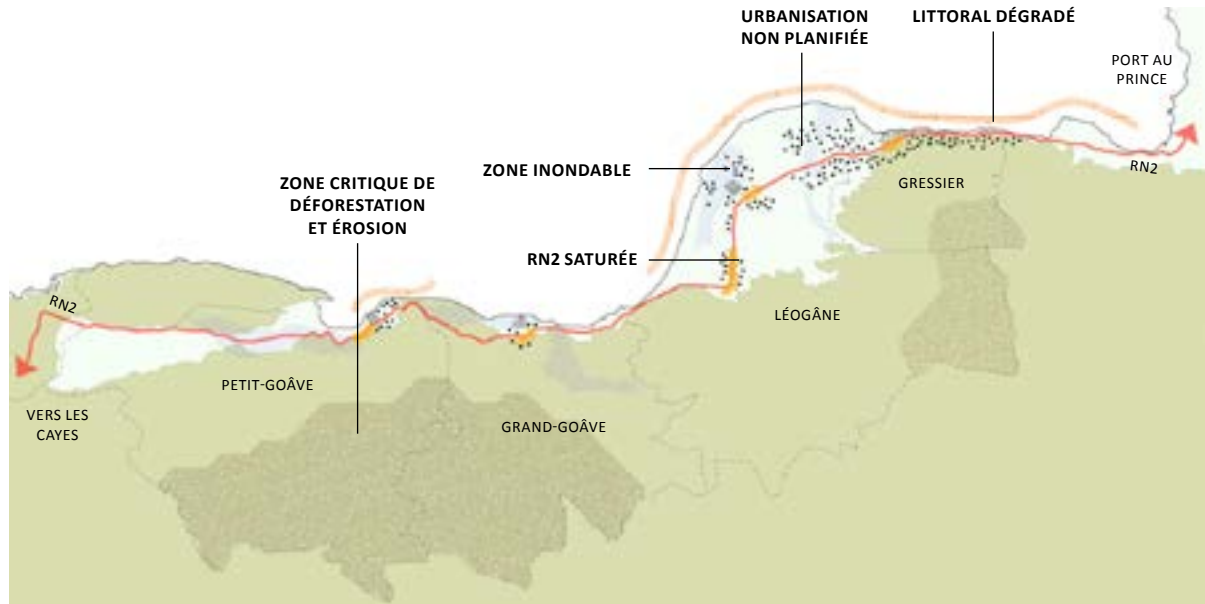 URBANISATION
NON PLANIFIÉE
LITTORAL DÉGRADÉ
PORT AU
PRINCE
ZONE INONDABLE
RN2
ZONE CRITIQUE DE
DÉFORESTATION
ET ÉROSION
GRESSIER
RN2 SATURÉE
RN2
LÉOGÂNE
PETIT-GOÂVE
VERS LES
CAYES
GRAND-GOÂVE